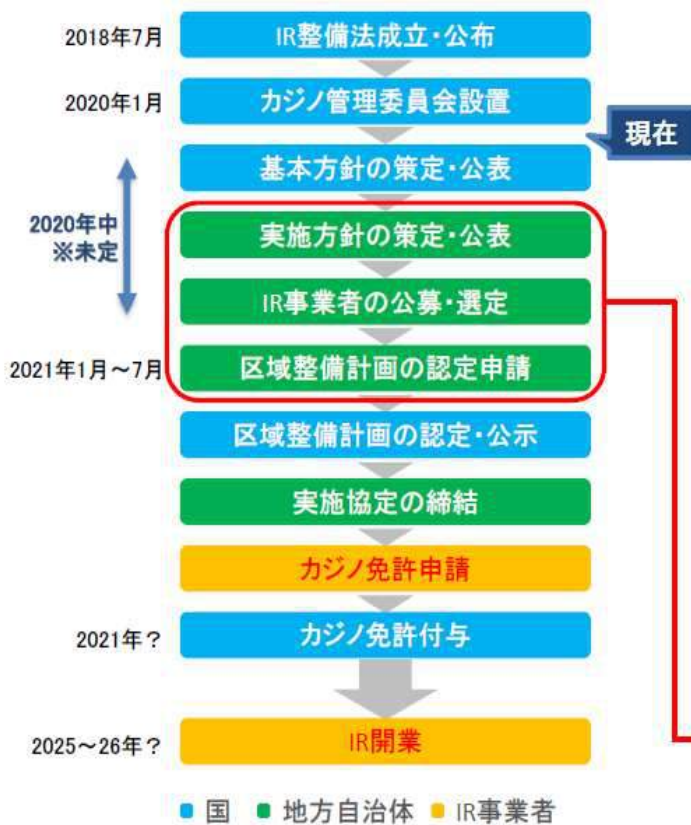 2018年7月
IR整備法成立・公布
2020年1月
カジノ管理委員会設置
現在
基本方針の策定・公表
2020年中
※未定
実施方針の策定・公表
IR事業者の公募・選定
2021年1月～7月
区域整備計画の認定申請
区域整備計画の認定・公示
実施協定の締結
カジノ免許申請
2021年？
カジノ免許付与
2025～26年？
IR開業
国 地方自治体 IR事業者